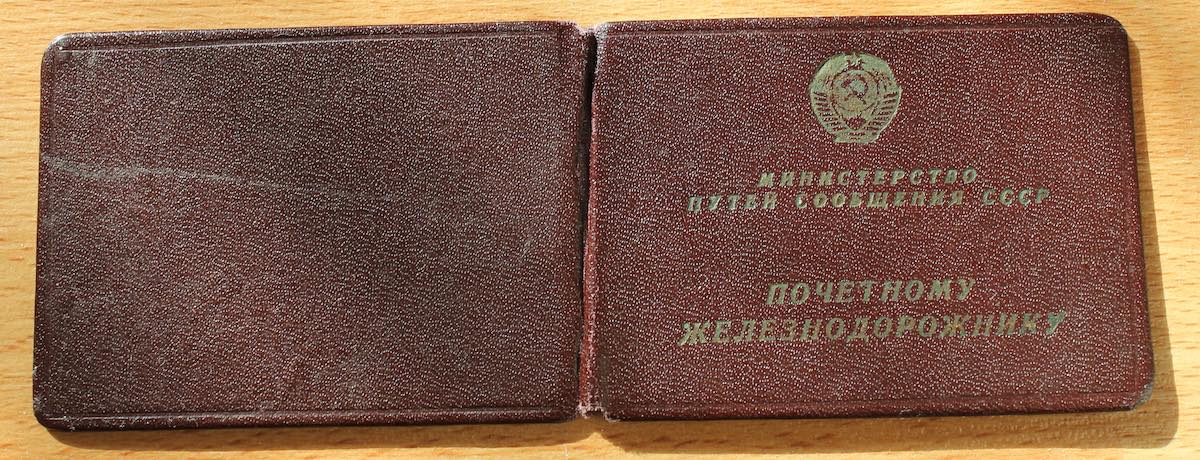 МИНИСТЕРСТВО
ПУТЕЙ СООБЩЕНИЯ СССР
ПОЧЕТНОМУ
ЖЕЛЕЗНОДОРОЖНИКУ